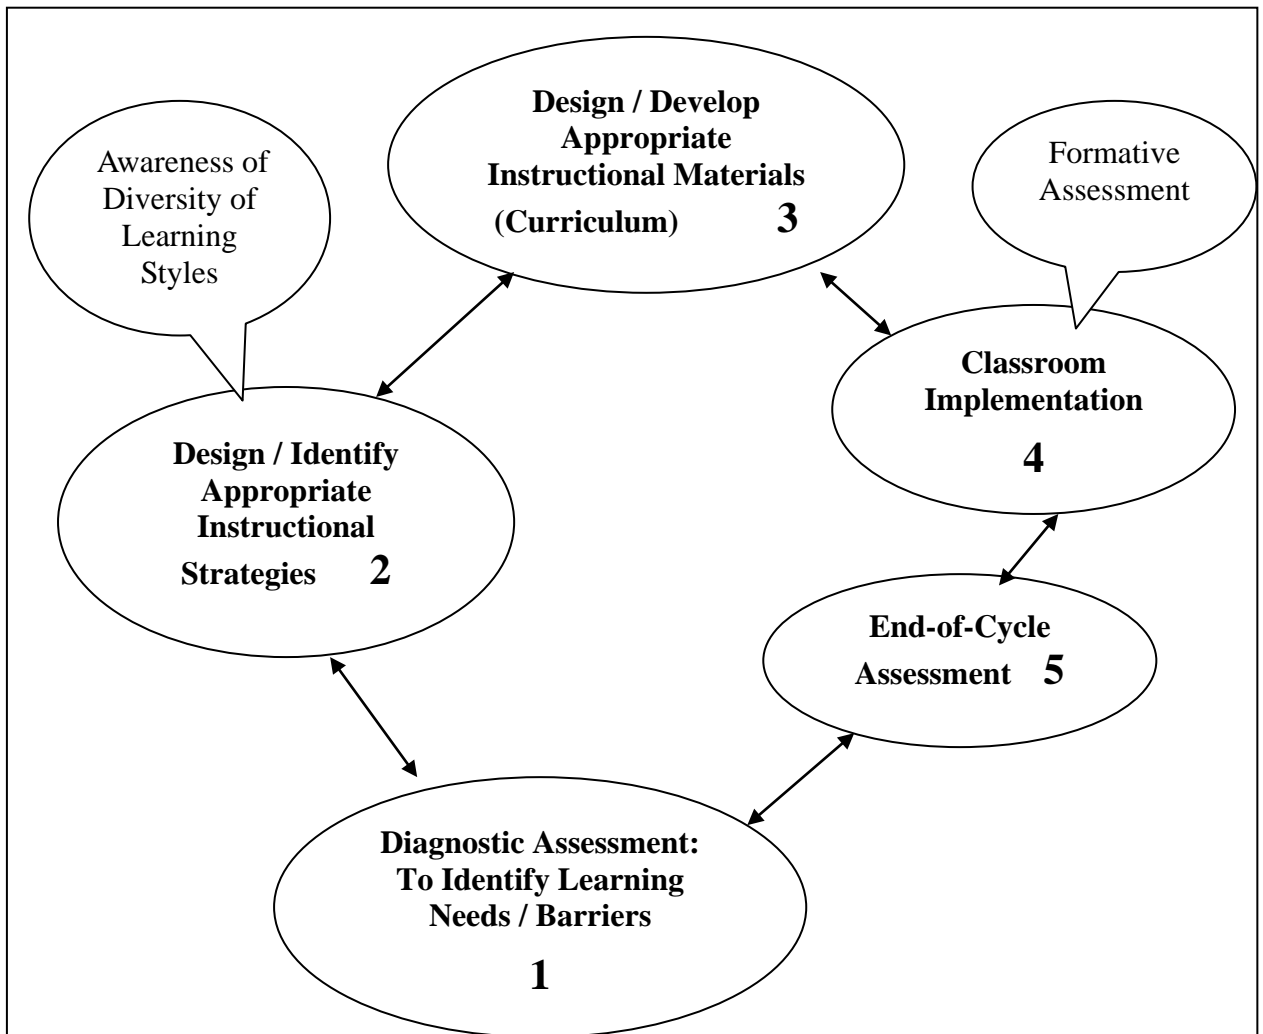 Design / Develop
Appropriate
Instructional Materials
(Curriculum) 3
Awareness of
Diversity of
Learning
Styles
Formative
Assessment
Classroom
Implementation
4
Design / Identify
Appropriate
Instructional
Strategies 2
End-of-Cycle
Assessment 5
Diagnostic Assessment:
To Identify Learning
Needs / Barriers
1